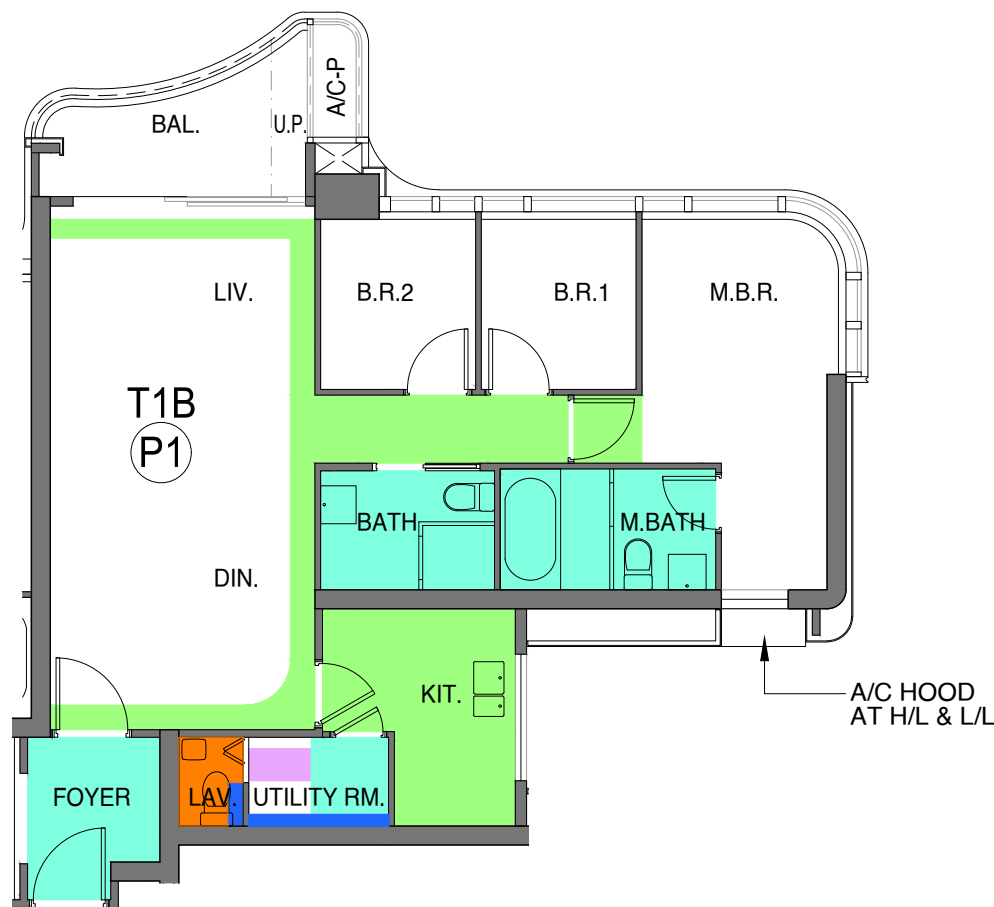 A/C-P
BAL.
U.P.
LIV.
B.R.2
B.R.1
M.B.R.
T1B
P1
BATH
M.BATH
DIN.
KIT.
A/C HOOD
AT H/L & L/L
FOYER
LAV.
UTILITY RM.